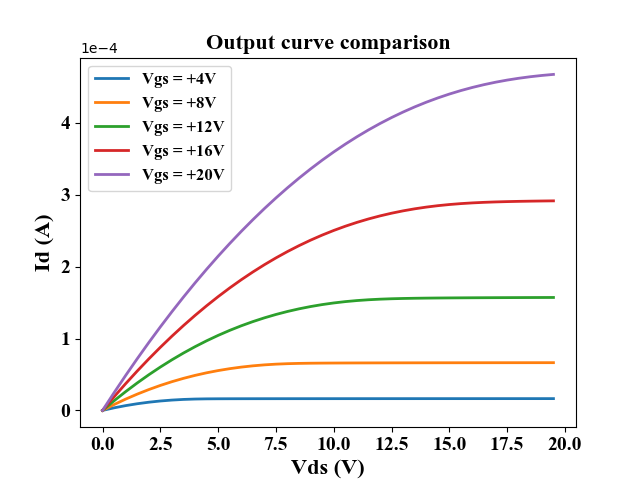 Output curve comparison
1e−4
Vgs = +4V
Vgs = +8V
Vgs = +12V
Vgs = +16V
Vgs = +20V
4
3
2
1
0
Id (A)
0.0 2.5 5.0 7.5 10.0 12.5 15.0 17.5 20.0
Vds (V)